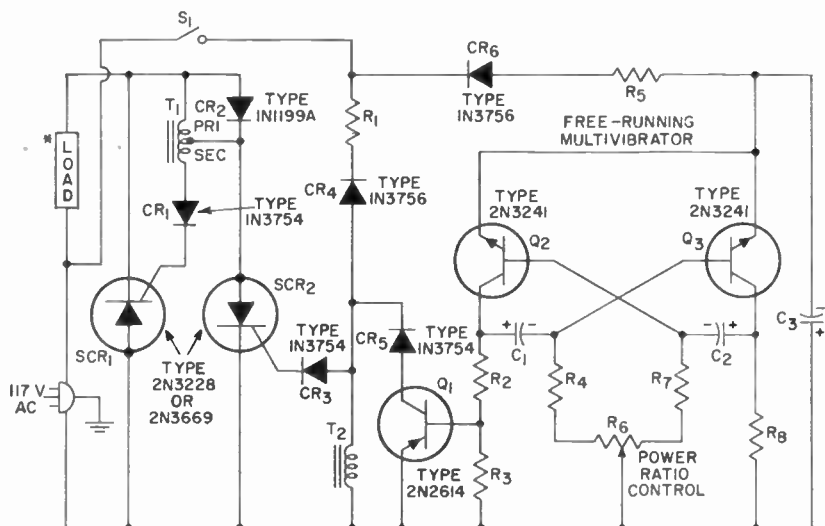 S1
CR6
TYPE
1N3756
R5
FREE-RUNNING
MULTIVIBRATOR
T1
CR2
PRI
SEC
TYPE
1N1199A
R1
* LOAD
CR1
TYPE
1N3754
CR4
TYPE
1N3756
TYPE
2N3241
Q2
TYPE
2N3241
Q3
SCR1
SCR2
TYPE
2N3228
OR
2N3669
TYPE
1N3754
CR3
CR5
TYPE
1N3754
+ -
C1
- +
C2
-
C3
+
R2
R4
R7
R6
POWER
RATIO
CONTROL
R8
117 V
AC
T2
Q1
TYPE
2N2614
R3